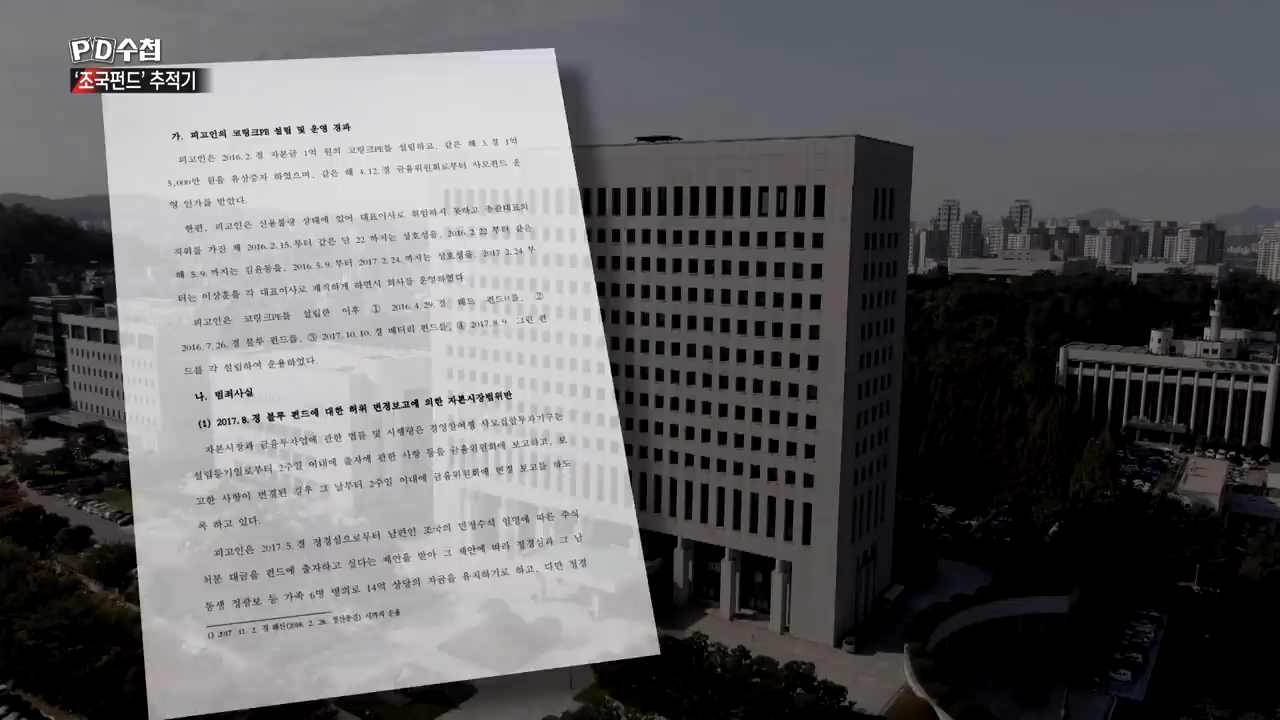 PD수첩
‘조국펀드’ 추적기
가. 피고인의 코링크PE 설립 및 운영 경과
피고인은 2016. 2. 경 자본금 1억 원의 코링크PE를 설립하고, 같은 해 3. 경 1억
5,000만 원을 유상증자 하였으며, 같은 해 4. 12. 경 금융위원회로부터 사모펀드 운
영 인가를 받았다.
한편, 피고인은 신용불량 상태에 있어 대표이사로 취임하지 못하고 총괄대표의
직위를 가진 채 2016. 2. 15. 부터 같은 달 22 까지는 성호성을, 2016. 2. 22 부터 같은
해 5. 9. 까지는 김윤동을, 2016. 5. 9. 부터 2017. 2. 24. 까지는 성호성을, 2017. 2. 24 부
터는 이상훈을 각 대표이사로 재직하게 하면서 회사를 운영하였다
피고인은 코링크PE를 설립한 이후 ① 2016. 4. 29. 경 레드 펀드1)를, ②
2016. 7. 26. 경 블루 펀드를, ③ 2017. 10. 10. 경 배터리 펀드를, ④ 2017. 8. 9. 그린 펀
드를 각 설립하여 운용하였다.
나. 범죄사실
(1) 2017. 8. 경 블루 펀드에 대한 허위 변경보고에 의한 자본시장법위반
자본시장과 금융투자업에 관한 법률 및 시행령은 경영참여형 사모집합투자기구는
설립등기일로부터 2주일 이내에 출자에 관한 사항 등을 금융위원회에 보고하고, 보
고한 사항이 변경된 경우 그 날부터 2주일 이내에 금융위원회에 변경 보고를 하도
록 하고 있다.
피고인은 2017. 5. 경 정경심으로부터 남편인 조국의 민정수석 임명에 따른 주식
처분 대금을 펀드에 출자하고 싶다는 제안을 받아 그 제안에 따라 정경심과 그 남
동생 정광보 등 가족 6명 명의로 14억 상당의 자금을 유치하기로 하고, 다만 정경
1) 2017. 11. 2. 경 해산(2018. 2. 28. 청산종결) 시까지 운용